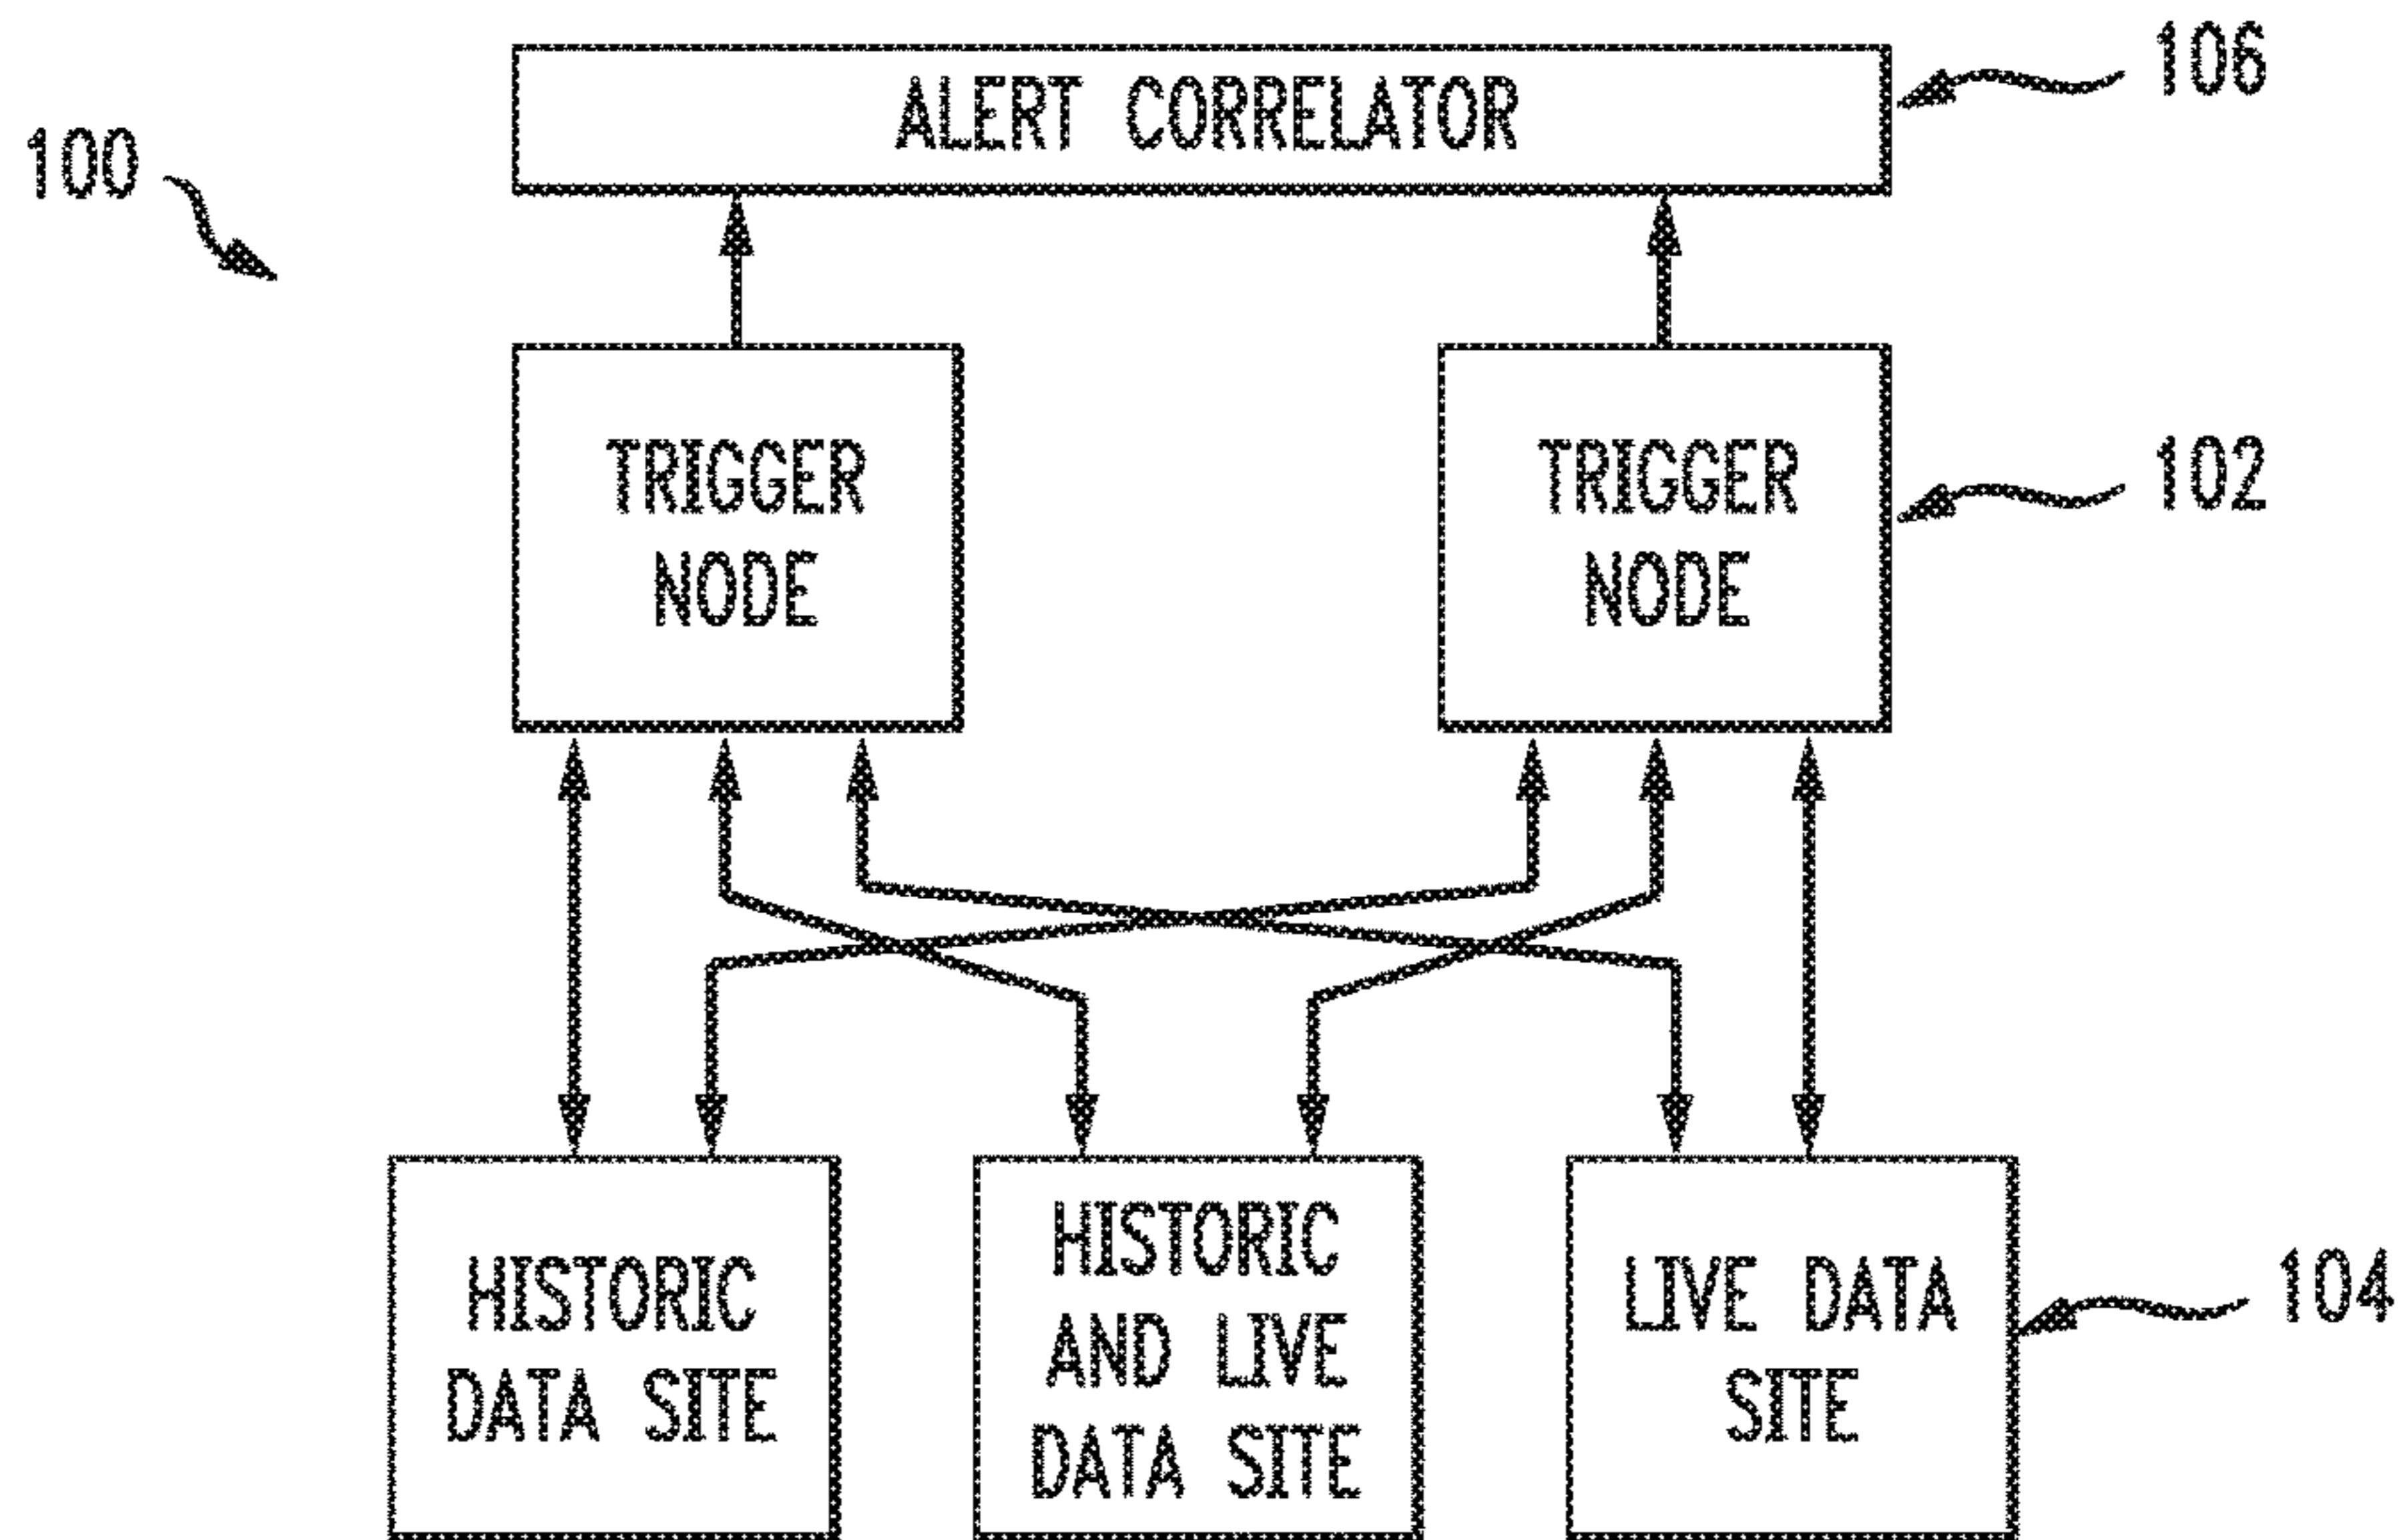 106
ALERT CORRELATOR
100
TRIGGER
NODE
TRIGGER
NODE
102
HISTORIC
DATA SITE
HISTORIC
AND LIVE
DATA SITE
LIVE DATA
SITE
104